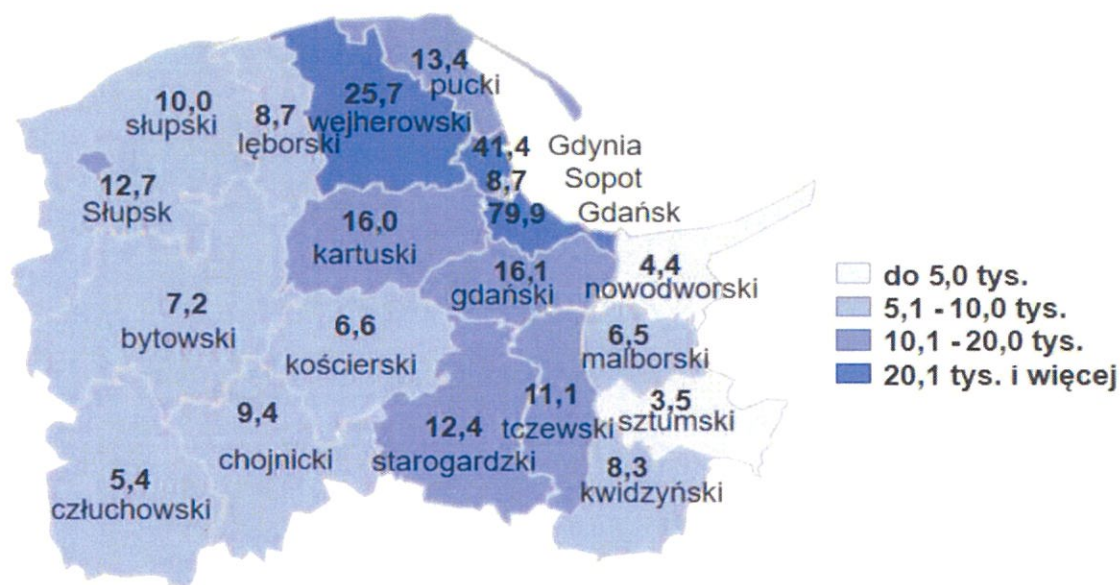 13,4
pucki
25,7
wejherowski
10,0
słupski
8,7
lęborski
41,4 Gdynia
8,7 Sopot
79,9 Gdańsk
12,7
Słupsk
16,0
kartuski
16,1
gdański
4,4
nowodworski
7,2
bytowski
6,6
kościerski
6,5
malborski
9,4
chojnicki
12,4
starogardzki
11,1
tczewski
3,5
sztumski
5,4
człuchowski
8,3
kwidzyński
do 5,0 tys.
5,1 - 10,0 tys.
10,1 - 20,0 tys.
20,1 tys. i więcej